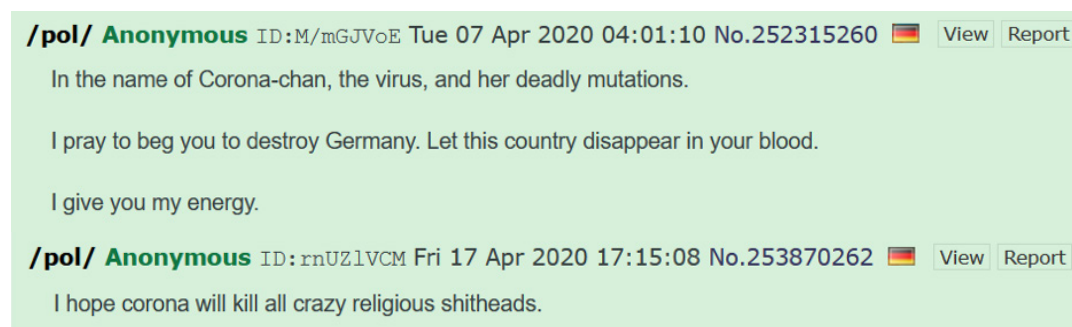 /pol/ Anonymous ID:M/mGJVoE Tue 07 Apr 2020 04:01:10 No.252315260 View Report
In the name of Corona-chan, the virus, and her deadly mutations.
I pray to beg you to destroy Germany. Let this country disappear in your blood.
I give you my energy.
/pol/ Anonymous ID:rnUZlVCM Fri 17 Apr 2020 17:15:08 No.253870262 View Report
I hope corona will kill all crazy religious shitheads.